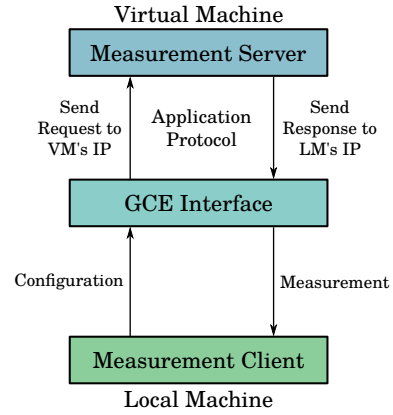 Virtual Machine
Measurement Server
Send
Request to
VM's IP
Application
Protocol
Send
Response to
LM's IP
GCE Interface
Configuration
Measurement
Measurement Client
Local Machine